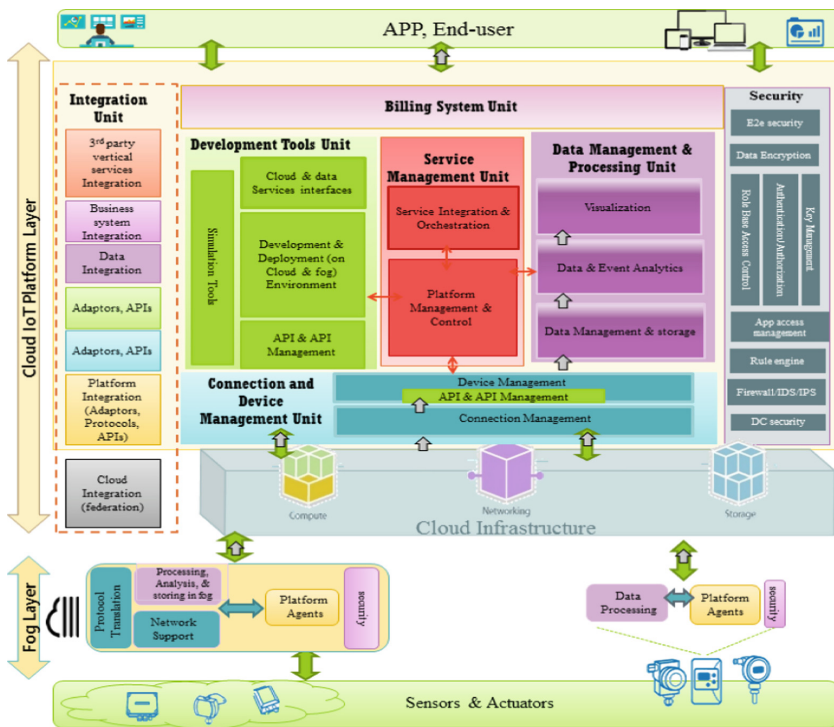 APP, End-user
Cloud IoT Platform Layer
Integration
Unit
3rd party
vertical
services
Integration
Business
system
Integration
Data
Integration
Adaptors, APIs
Adaptors, APIs
Platform
Integration
(Adaptors,
Protocols,
APIs)
Cloud
Integration
(federation)
Billing System Unit
Development Tools Unit
Simulation Tools
Cloud & data
Services interfaces
Development &
Deployment (on
Cloud & fog)
Environment
API & API
Management
Service
Management Unit
Service Integration &
Orchestration
Platform
Management &
Control
Data Management
& Processing Unit
Visualization
Data & Event Analytics
Data Management & storage
Connection and
Device
Management Unit
Device Management
API & API Management
Connection Management
Security
E2e security
Data Encryption
Role Base Access
Control
Authentication/Authorization
Key Management
App access
management
Rule engine
Firewall/IDS/IPS
DC security
Compute
Networking
Storage
Cloud Infrastructure
Fog Layer
Protocol
Translation
Processing,
Analysis, &
storing in fog
Network
Support
Platform
Agents
security
Data
Processing
Platform
Agents
security
Sensors & Actuators